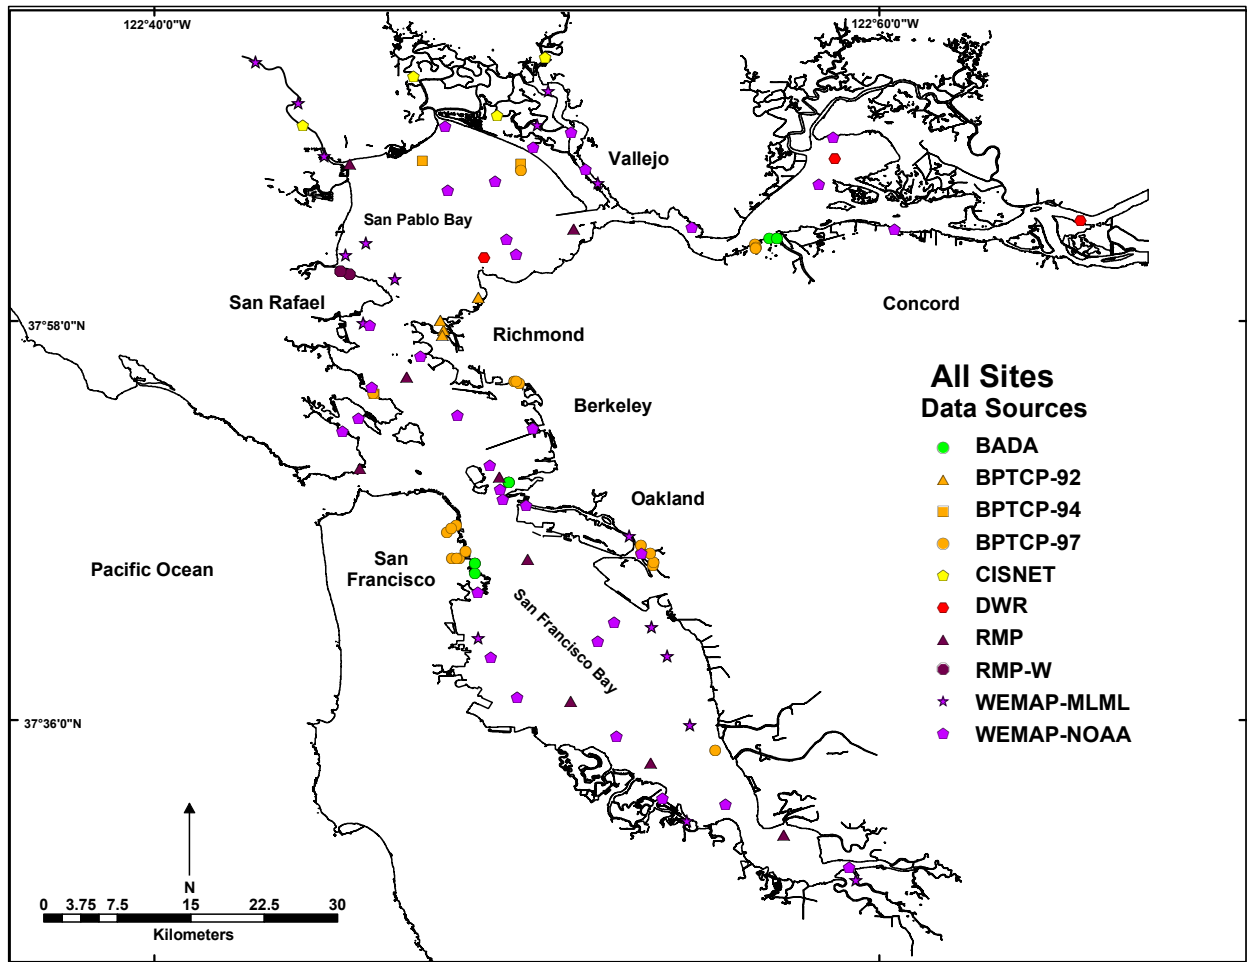 122°40'0"W
122°60'0"W
Vallejo
San Pablo Bay
San Rafael
Concord
37°58'0"N
Richmond
Berkeley
All Sites
Data Sources
BADA
BPTCP-92
BPTCP-94
BPTCP-97
CISNET
DWR
RMP
RMP-W
WEMAP-MLML
WEMAP-NOAA
Oakland
San
Francisco
Pacific Ocean
San Francisco Bay
37°36'0"N
N
0 3.75 7.5 15 22.5 30
Kilometers